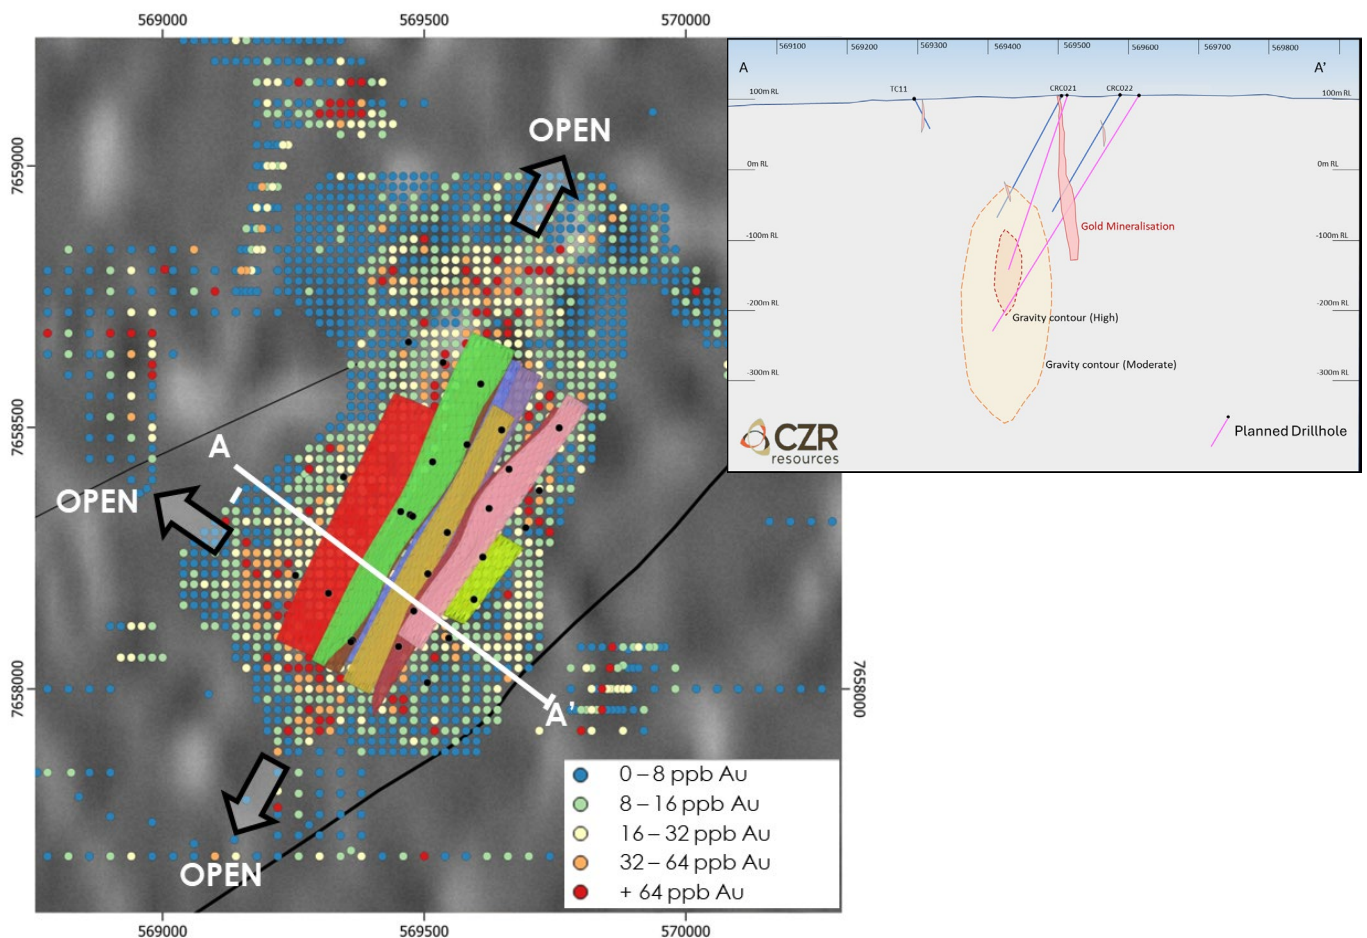 569000
569500
570000
7659000
7658500
7658000
7658000
OPEN
OPEN
OPEN
A
A'
0 – 8 ppb Au
8 – 16 ppb Au
16 – 32 ppb Au
32 – 64 ppb Au
+ 64 ppb Au
569000
569500
570000
569100
569200
569300
569400
569500
569600
569700
569800
A
A'
TC11
CRC021
CRC022
100m RL
100m RL
0m RL
0m RL
-100m RL
-100m RL
-200m RL
-200m RL
-300m RL
-300m RL
Gold Mineralisation
Gravity contour (High)
Gravity contour (Moderate)
CZR
resources
Planned Drillhole